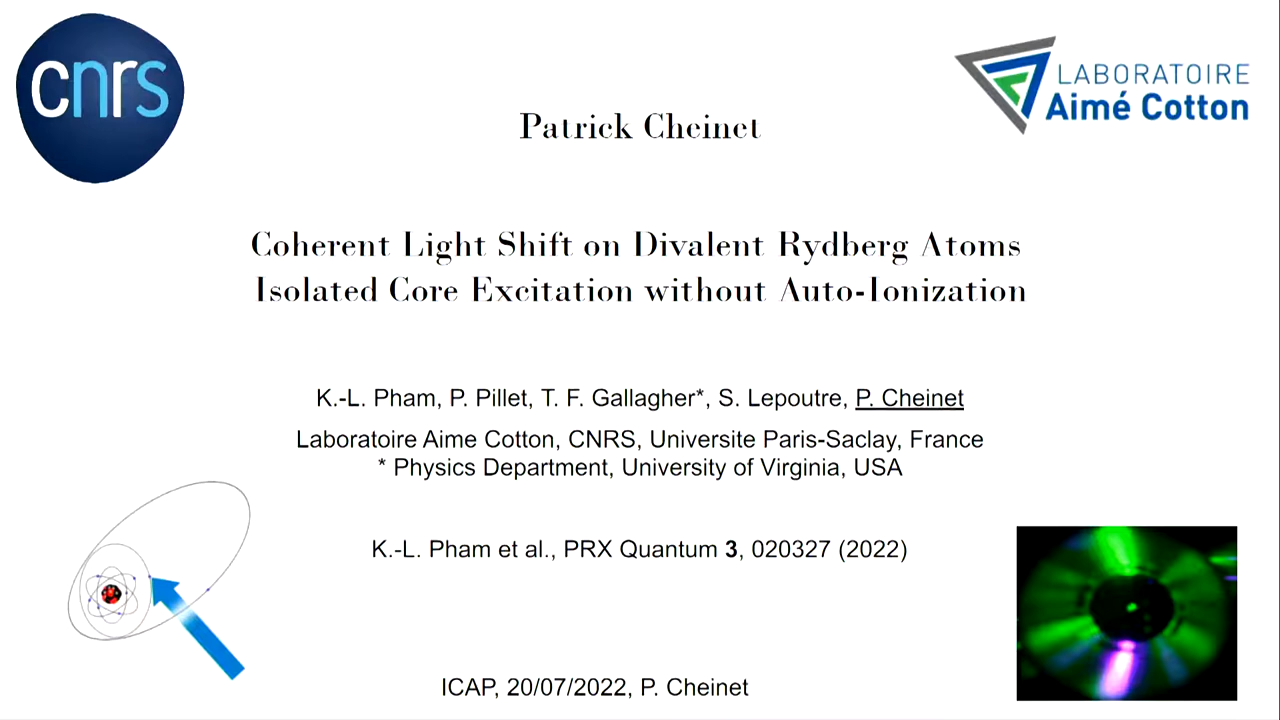 cnrs
LABORATOIRE
Aimé Cotton
Patrick Cheinet
Coherent Light Shift on Divalent Rydberg Atoms
Isolated Core Excitation without Auto-Ionization
K.-L. Pham, P. Pillet, T. F. Gallagher*, S. Lepoutre, P. Cheinet
Laboratoire Aime Cotton, CNRS, Universite Paris-Saclay, France
* Physics Department, University of Virginia, USA
K.-L. Pham et al., PRX Quantum 3, 020327 (2022)
ICAP, 20/07/2022, P. Cheinet